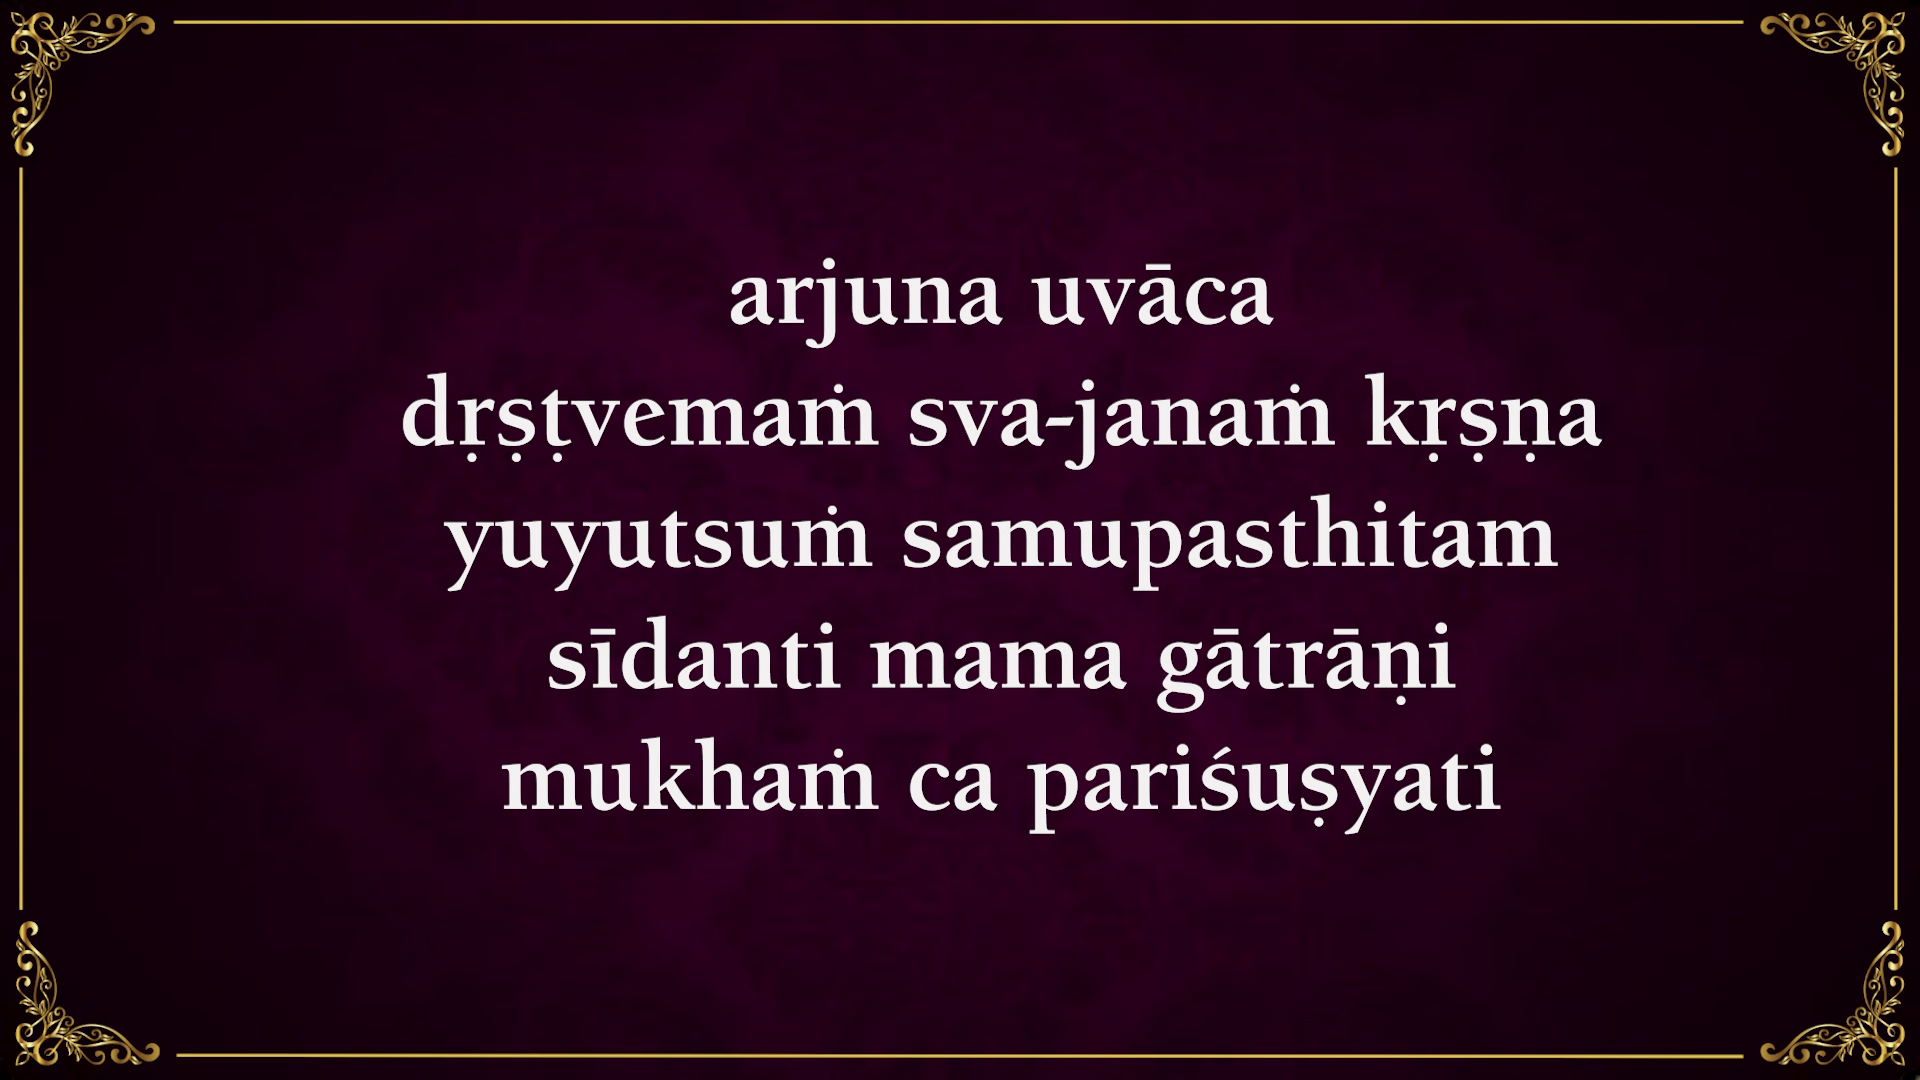 arjuna uvāca
dṛṣṭvemaṁ sva-janaṁ kṛṣṇa
yuyutsuṁ samupasthitam
sīdanti mama gātrāṇi
mukhaṁ ca pariśuṣyati